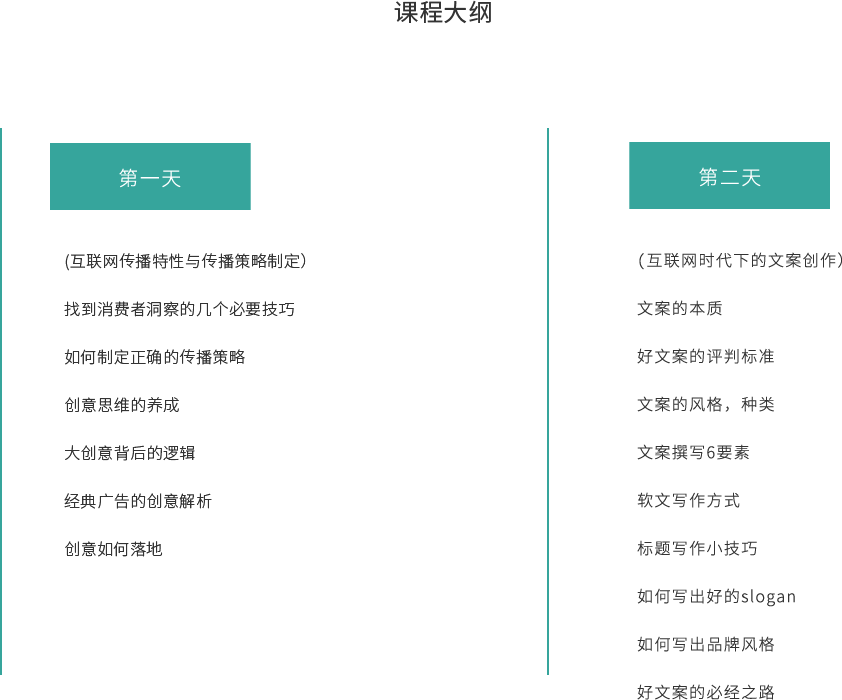 课程大纲
第一天
(互联网传播特性与传播策略制定）
找到消费者洞察的几个必要技巧
如何制定正确的传播策略
创意思维的养成
大创意背后的逻辑
经典广告的创意解析
创意如何落地
第二天
(互联网时代下的文案创作）
文案的本质
好文案的评判标准
文案的风格，种类
文案撰写6要素
软文写作方式
标题写作小技巧
如何写出好的slogan
如何写出品牌风格
好文案的必经之路